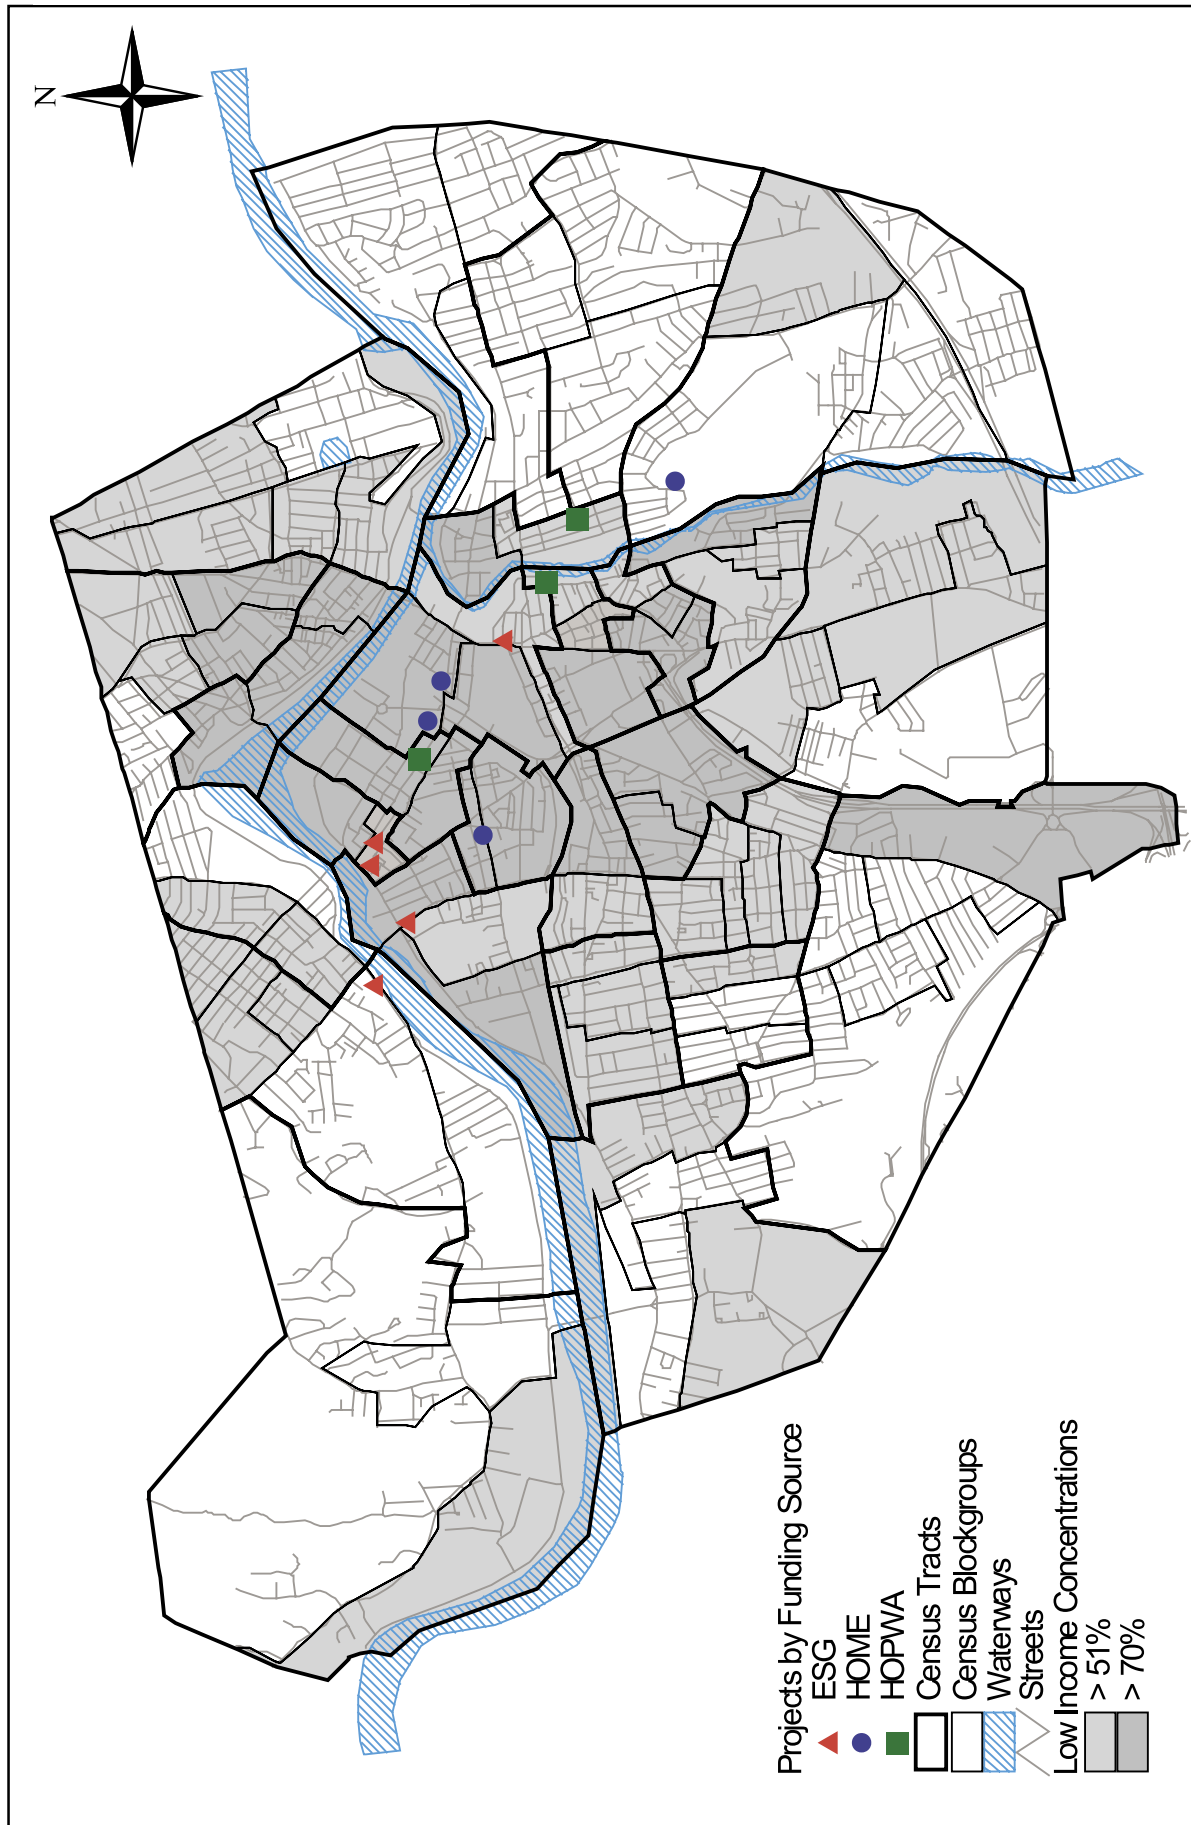 N
Projects by Funding Source
ESG
HOME
HOPWA
Census Tracts
Census Blockgroups
Waterways
Streets
Low Income Concentrations
> 51%
> 70%